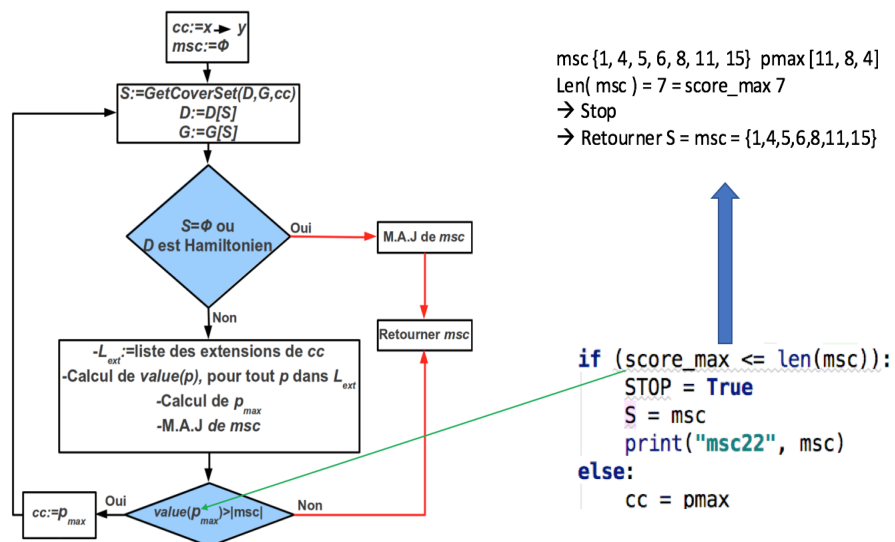 cc:=x→ y
msc:=Φ
S:=GetCoverSet(D,G,cc)
D:=D[S]
G:=G[S]
S=Φ ou
D est Hamiltonien
Oui
M.A.J de msc
Non
Retourner msc
-Lext:=liste des extensions de cc
-Calcul de value(p), pour tout p dans Lext
-Calcul de pmax
-M.A.J de msc
value(pmax)>|msc|
Oui
cc:=pmax
Non
msc {1, 4, 5, 6, 8, 11, 15} pmax [11, 8, 4]
Len( msc ) = 7 = score_max 7
→ Stop
→ Retourner S = msc = {1,4,5,6,8,11,15}
if (score_max <= len(msc)):
STOP = True
S = msc
print("msc22", msc)
else:
cc = pmax